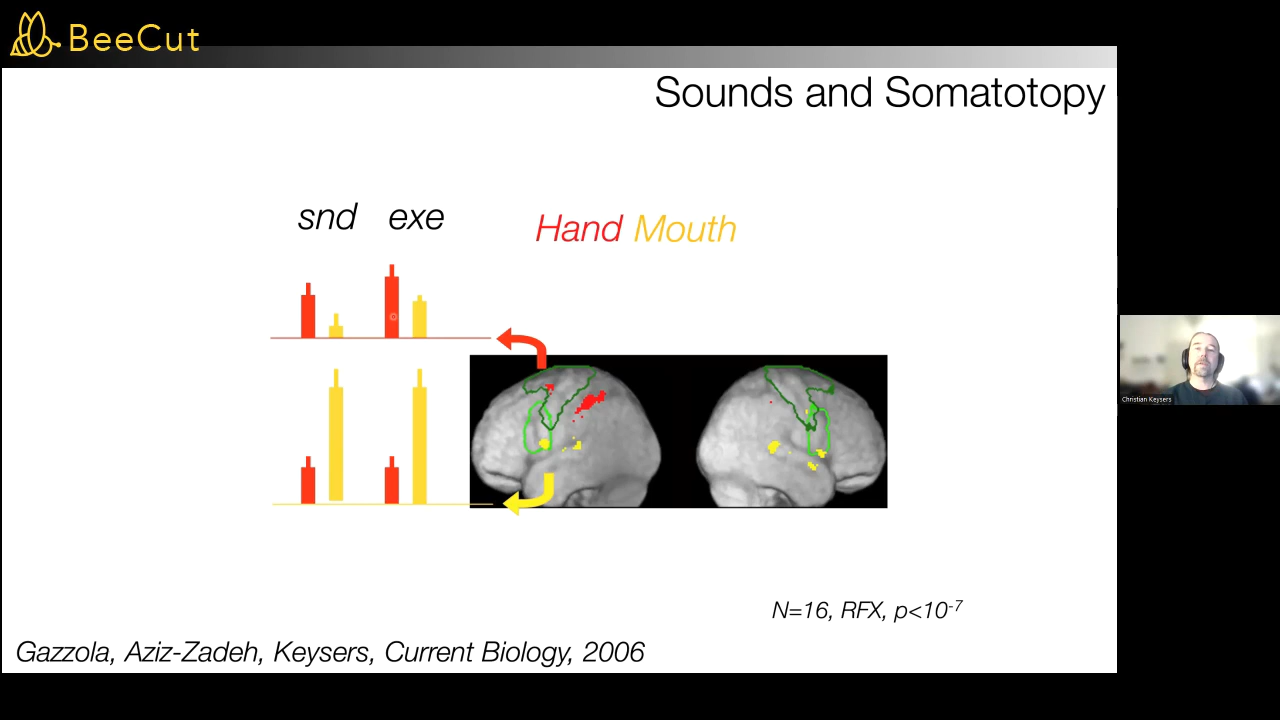 BeeCut
Sounds and Somatotopy
snd exe
Hand Mouth
Christian Keysers
N=16, RFX, p<10⁻⁷
Gazzola, Aziz-Zadeh, Keysers, Current Biology, 2006